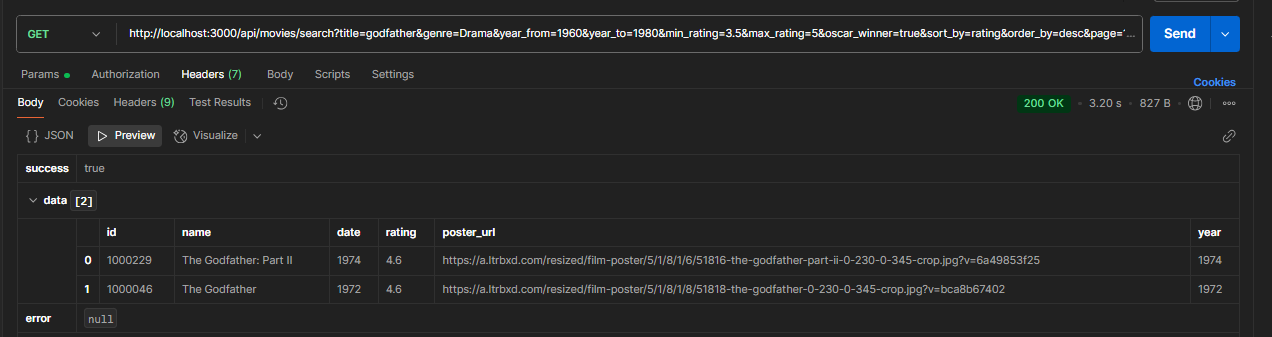 GET http://localhost:3000/api/movies/search?title=godfather&genre=Drama&year_from=1960&year_to=1980&min_rating=3.5&max_rating=5&oscar_winner=true&sort_by=rating&order_by=desc&page=‘... Send
Params Authorization Headers (7) Body Scripts Settings
Cookies
Body Cookies Headers (9) Test Results 200 OK 3.20 s 827 B
{} JSON Preview Visualize
success true
data [2]
id name date rating poster_url year
0 1000229 The Godfather: Part II 1974 4.6 https://a.ltrbxd.com/resized/film-poster/5/1/8/1/6/51816-the-godfather-part-ii-0-230-0-345-crop.jpg?v=6a49853f25 1974
1 1000046 The Godfather 1972 4.6 https://a.ltrbxd.com/resized/film-poster/5/1/8/1/8/51818-the-godfather-0-230-0-345-crop.jpg?v=bca8b67402 1972
error null